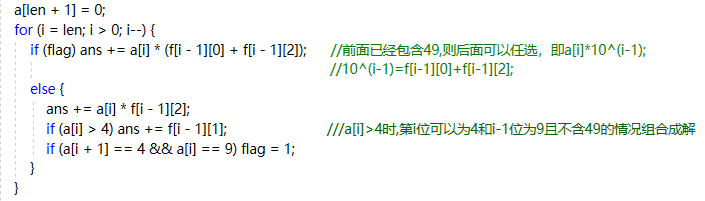 a[len + 1] = 0;
for (i = len; i > 0; i--) {
if (flag) ans += a[i] * (f[i - 1][0] + f[i - 1][2]); //前面已经包含49,则后面可以任选，即a[i]*10^(i-1);
//10^(i-1)=f[i-1][0]+f[i-1][2];
else {
ans += a[i] * f[i - 1][2];
if (a[i] > 4) ans += f[i - 1][1]; ///a[i]>4时,第i位可以为4和i-1位为9且不含49的情况组合成解
if (a[i + 1] == 4 && a[i] == 9) flag = 1;
}
}